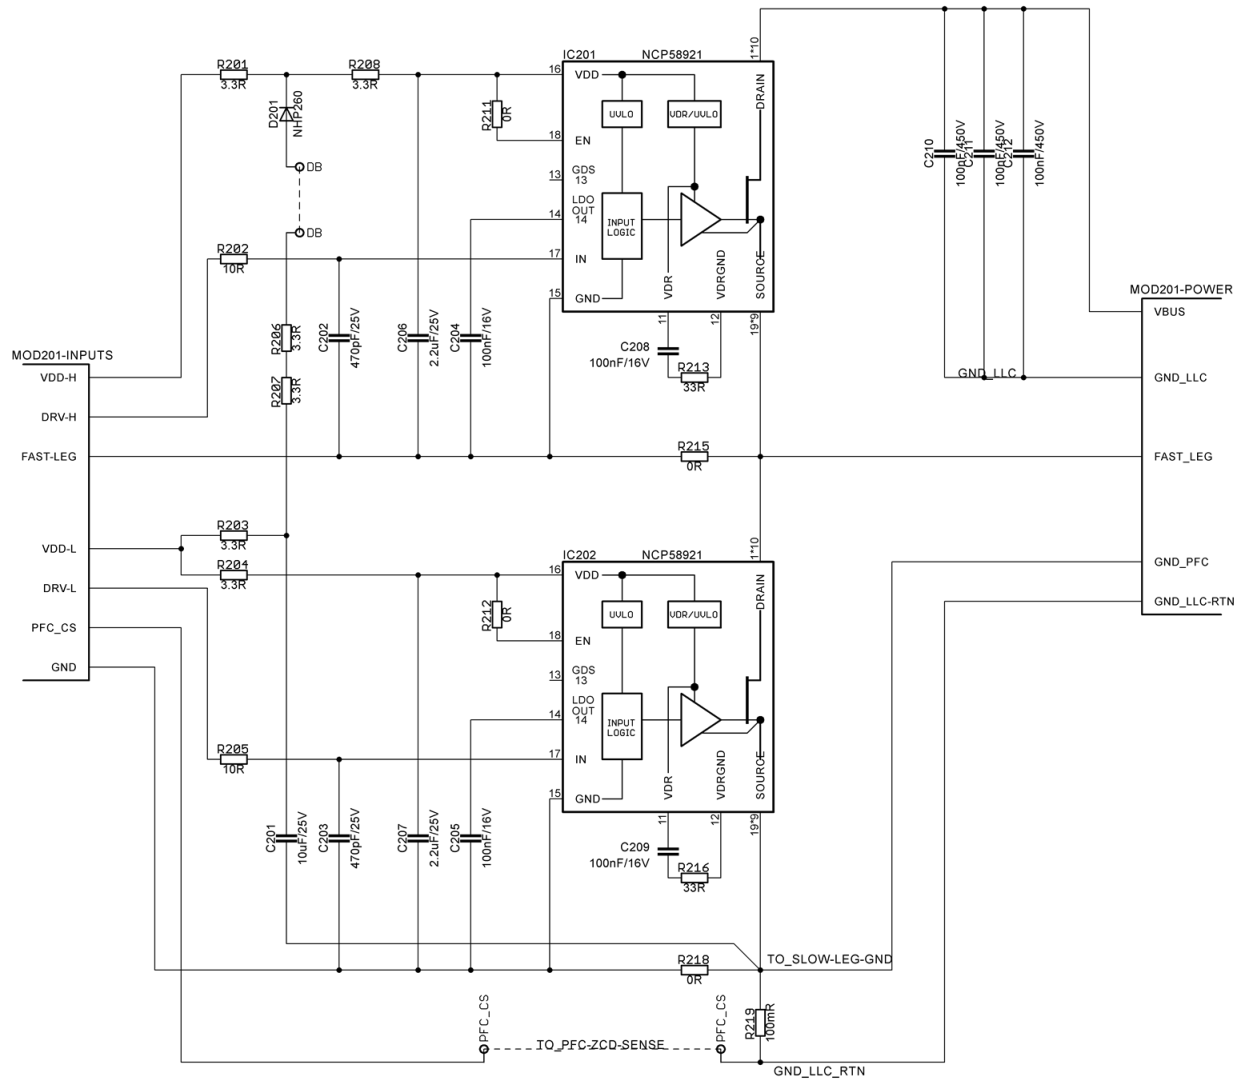 IC201
NCP58921
1*10
R201
3.3R
R208
3.3R
16
VDD
DRAIN
D201
NHP260
R211
0R
UVLO
VDR/UVLO
18
EN
C210
100nF/450V
C211
100nF/450V
C212
100nF/450V
DB
GDS
13
13
LDO
OUT
14
14
INPUT
LOGIC
DB
R202
10R
17
IN
VDR
VDRGND
SOURCE
15
GND
MOD201-POWER
VBUS
11
12
19*9
R206
3.3R
C202
470pF/25V
C206
2.2uF/25V
C204
100nF/16V
C208
100nF/16V
R213
33R
MOD201-INPUTS
VDD-H
R207
3.3R
GND_LLC
GND_LLC
DRV-H
FAST-LEG
R215
0R
FAST_LEG
R203
3.3R
VDD-L
IC202
NCP58921
1*10
GND_PFC
R204
3.3R
16
VDD
DRAIN
DRV-L
R212
0R
UVLO
VDR/UVLO
GND_LLC-RTN
PFC_CS
18
EN
GND
GDS
13
13
LDO
OUT
14
14
INPUT
LOGIC
R205
10R
17
IN
VDR
VDRGND
SOURCE
15
GND
11
12
19*9
C201
10uF/25V
C203
470pF/25V
C207
2.2uF/25V
C205
100nF/16V
C209
100nF/16V
R216
33R
R218
0R
TO_SLOW-LEG-GND
PFC_CS
PFC_CS
R219
100mR
TO_PFC-ZCD-SENSE
GND_LLC_RTN